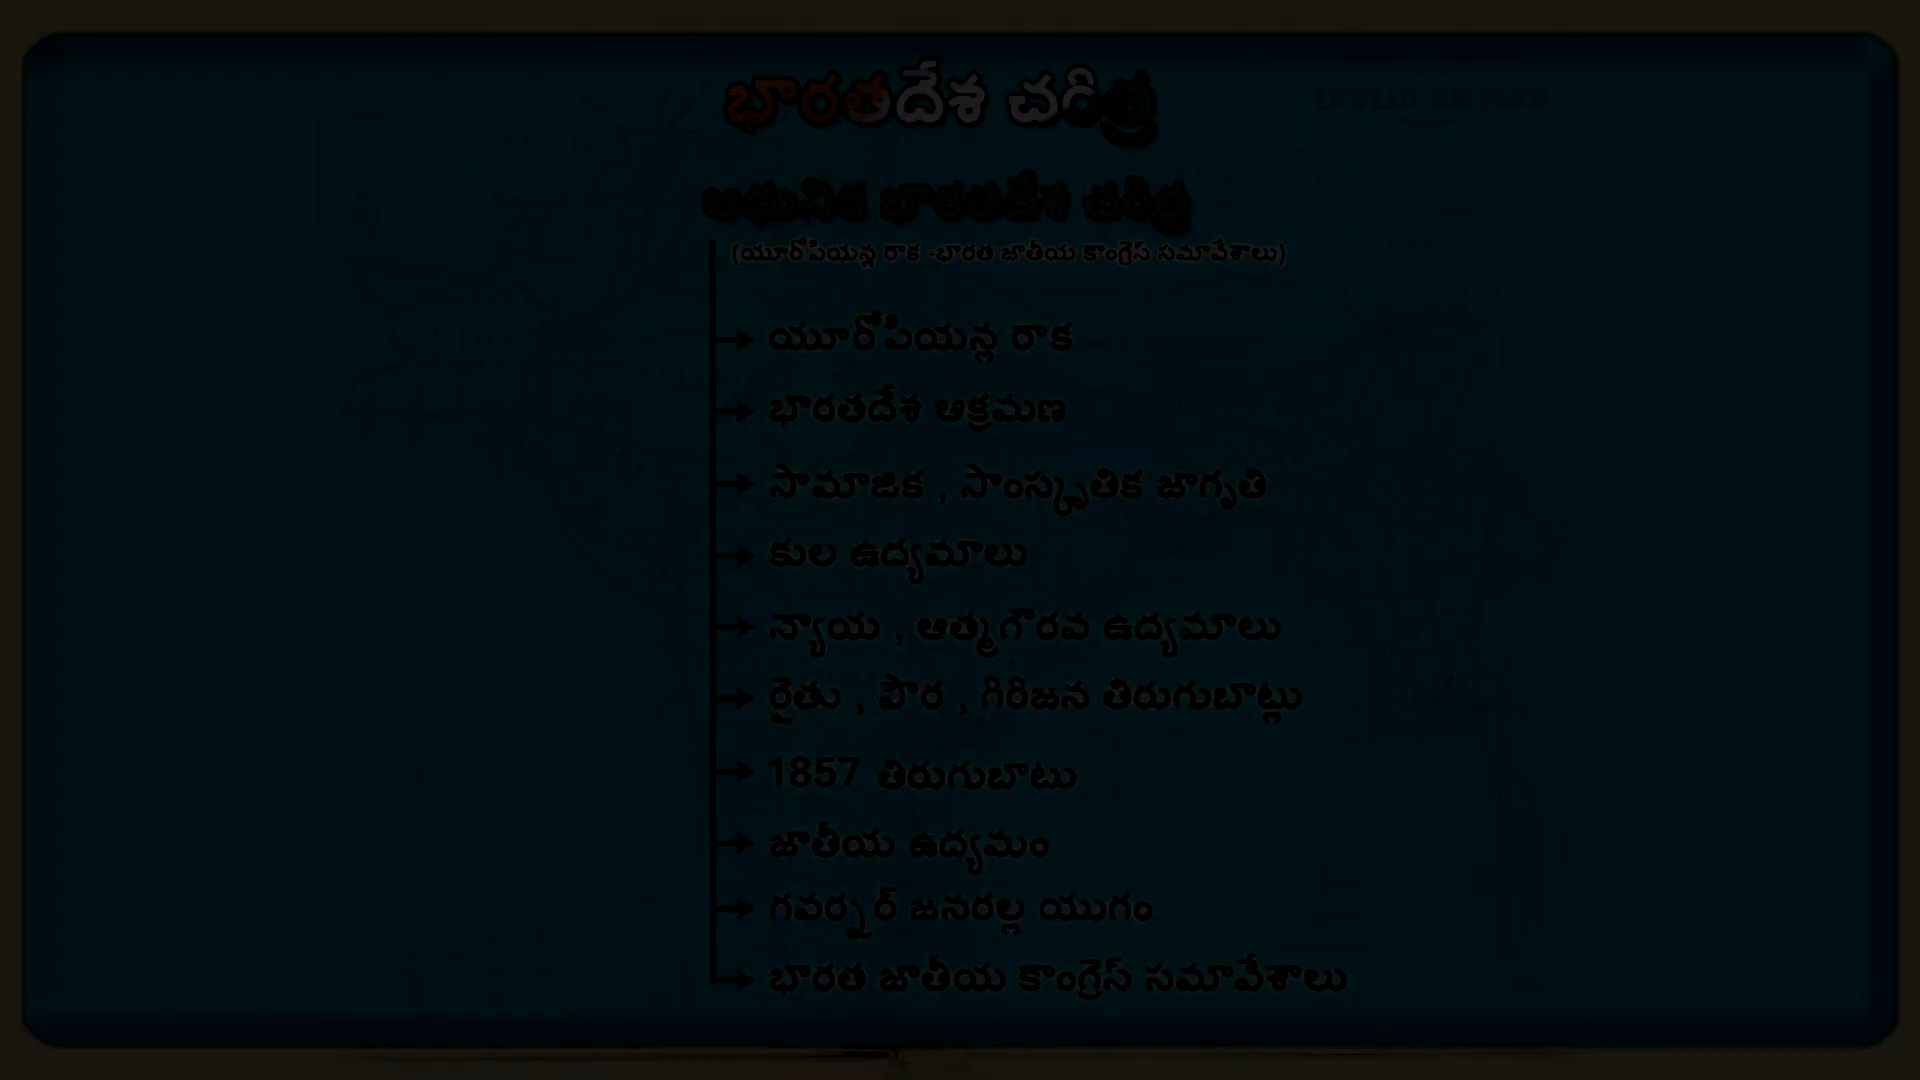 భారతదేశ చరిత్ర
ఆధునిక భారతదేశ చరిత్ర
(యూరోపియన్ల రాక -భారత జాతీయ కాంగ్రెస్ సమావేశాలు)
యూరోపియన్ల రాక
భారతదేశ ఆక్రమణ
సామాజిక , సాంస్కృతిక జాగృతి
కుల ఉద్యమాలు
న్యాయ , ఆత్మగౌరవ ఉద్యమాలు
రైతు , పౌర , గిరిజన తిరుగుబాట్లు
1857 తిరుగుబాటు
జాతీయ ఉద్యమం
గవర్నర్ జనరల్ల యుగం
భారత జాతీయ కాంగ్రెస్ సమావేశాలు